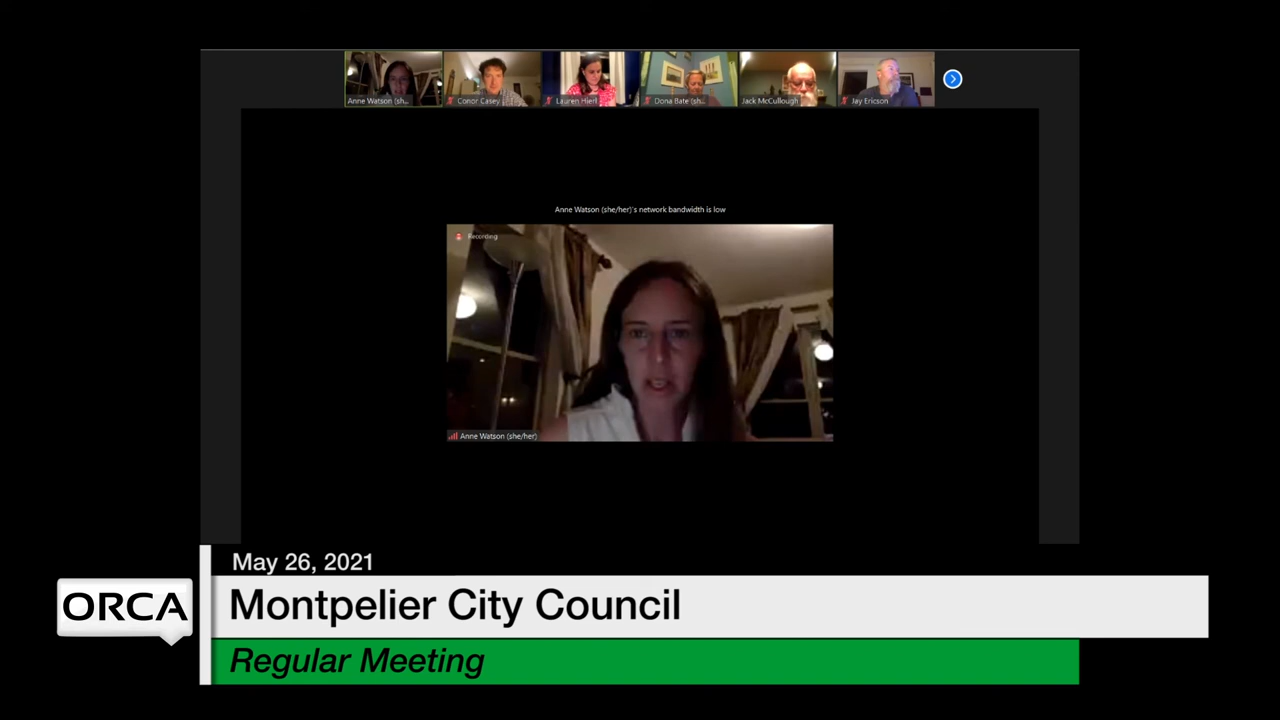 Anne Watson (sh...
Conor Casey
Lauren Hierl
Dona Bate (sh...
Jack McCullough
Jay Ericson
Anne Watson (she/her)'s network bandwidth is low
Recording
Anne Watson (she/her)
May 26, 2021
ORCA
Montpelier City Council
Regular Meeting